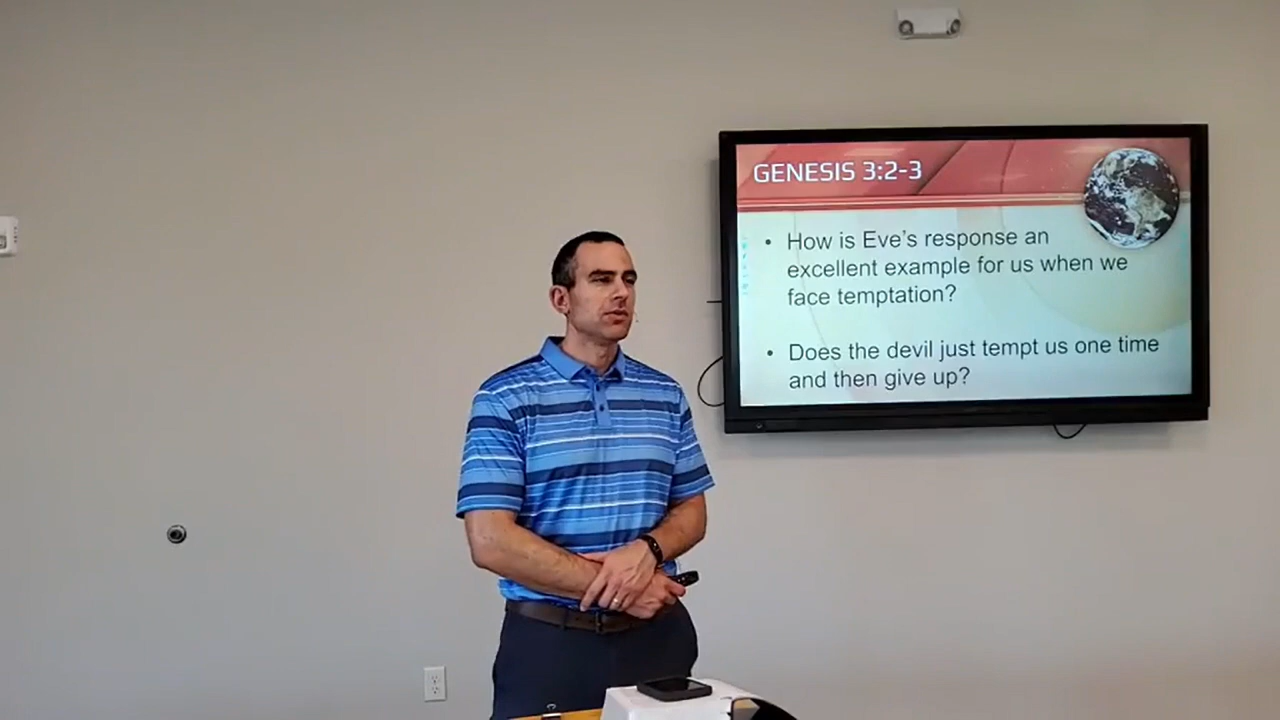 GENESIS 3:2-3
• How is Eve's response an
excellent example for us when we
face temptation?
• Does the devil just tempt us one time
and then give up?